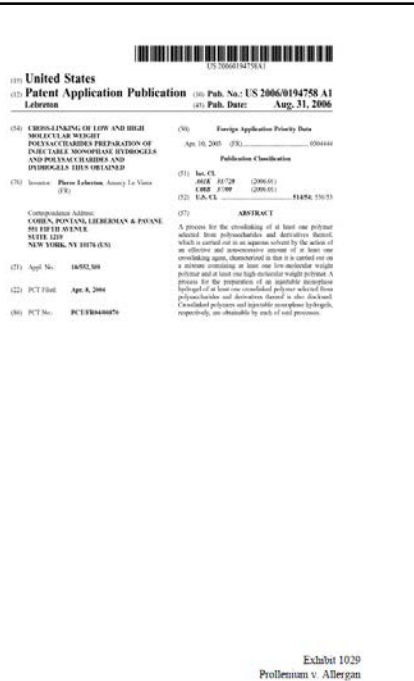 US 20060194758A1
(19) United States
(12) Patent Application Publication (10) Pub. No.: US 2006/0194758 A1
Lebreton (43) Pub. Date: Aug. 31, 2006
(54) CROSS-LINKING OF LOW AND HIGH
MOLECULAR WEIGHT
POLYSACCHARIDES PREPARATION OF
INJECTABLE MONOPHASE HYDROGELS
AND POLYSACCHARIDES AND
HYDROGELS THUS OBTAINED
(76) Inventor: Pierre Lebreton, Annecy Le Vieux
(FR)
Correspondence Address:
COHEN, PONTANI, LIEBERMAN & PAVANE
551 FIFTH AVENUE
SUITE 1210
NEW YORK, NY 10176 (US)
(21) Appl. No.:
(22) PCT Filed: Apr. 8, 2004
(86) PCT No.:
(30) Foreign Application Priority Data
Apr. 10, 2003 (FR)
Publication Classification
(51) Int. Cl.
(2006.01)
(2006.01)
(52) U.S. Cl.
(57) ABSTRACT
A process for the crosslinking of at least one polymer
selected from polysaccharides and derivatives thereof,
which is carried out in an aqueous solvent by the action of
an effective and non-excessive amount of at least one
crosslinking agent, characterized in that it is carried out on
a mixture containing at least one low-molecular weight
polymer and at least one high-molecular weight polymer. A
process for the preparation of an injectable monophase
hydrogel of at least one crosslinked polymer selected from
polysaccharides and derivatives thereof is also disclosed.
Crosslinked polymers and injectable monophase hydrogels,
respectively, are obtainable by each of said processes.
Exhibit 1029
Prollenium v. Allergan